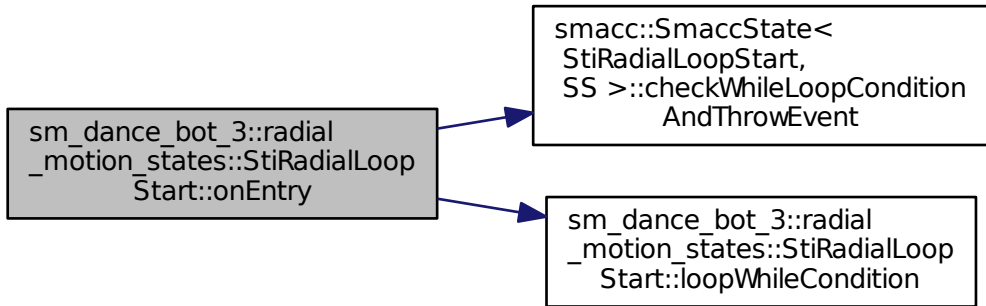 sm_dance_bot_3::radial
_motion_states::StiRadialLoop
Start::onEntry
smacc::SmaccState<
StiRadialLoopStart,
SS >::checkWhileLoopCondition
AndThrowEvent
sm_dance_bot_3::radial
_motion_states::StiRadialLoop
Start::loopWhileCondition